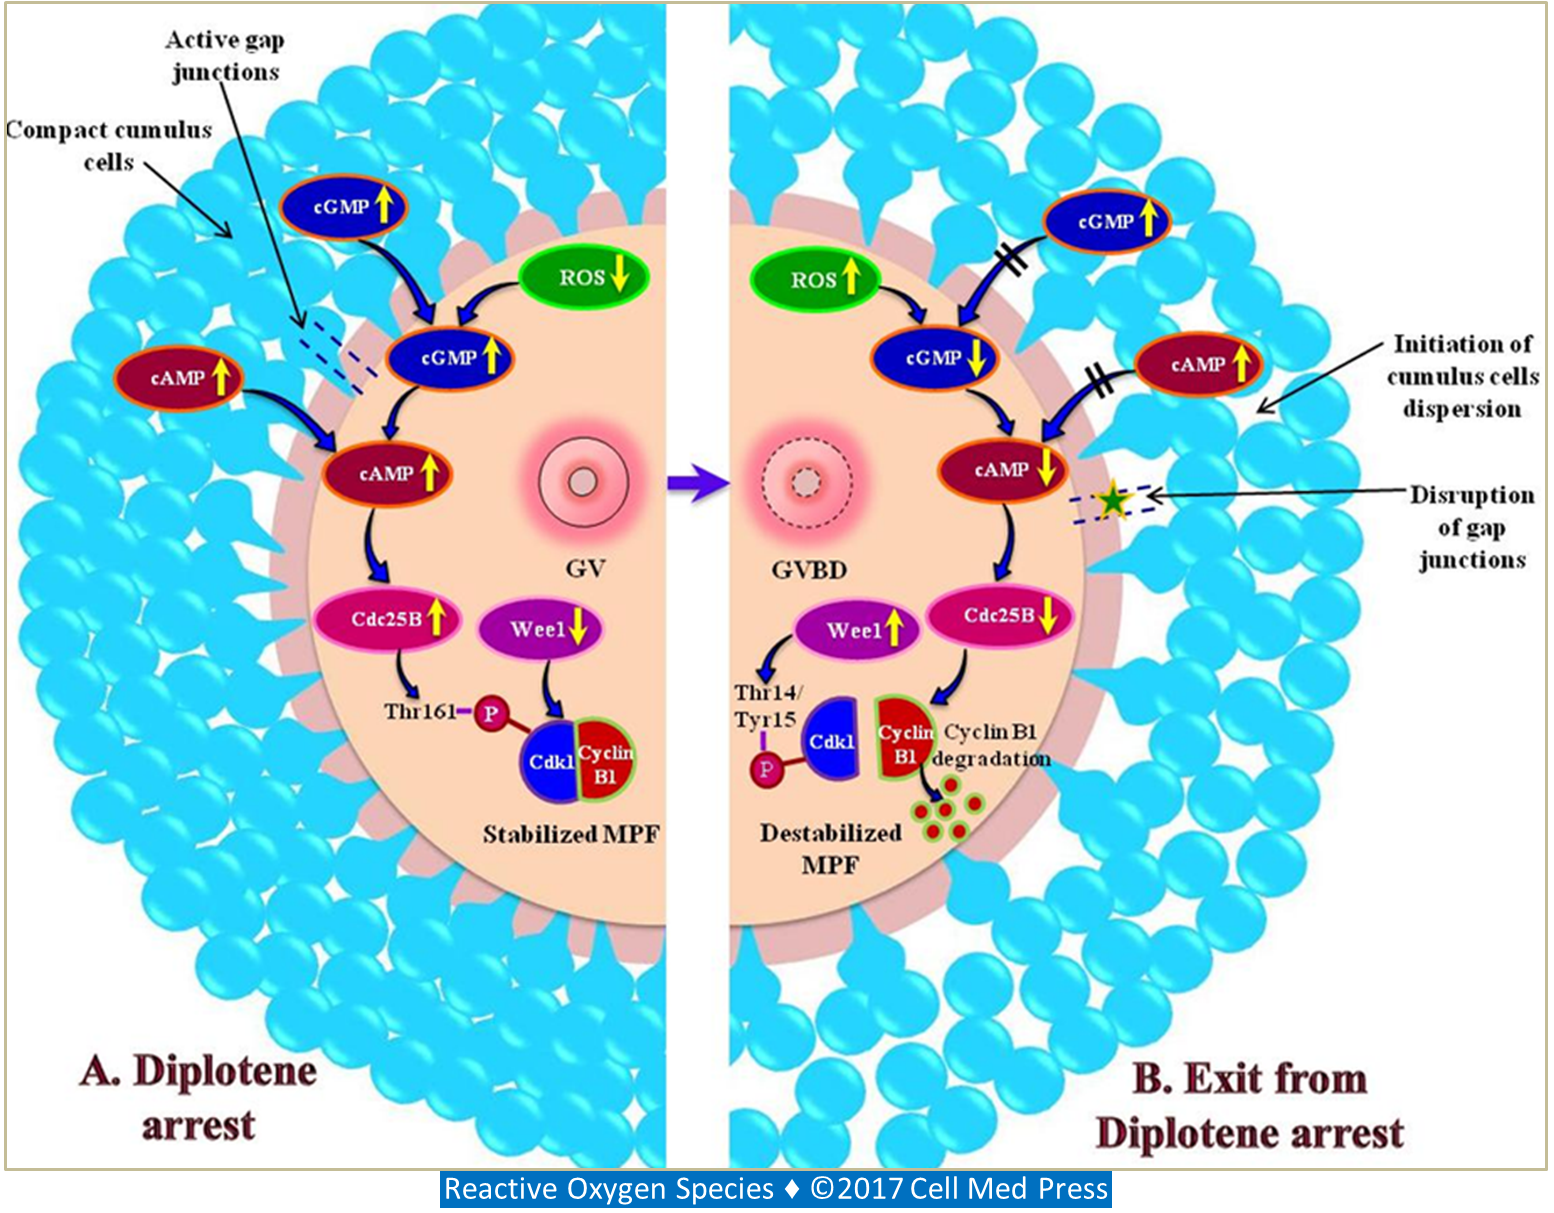 Active gap
junctions
Compact cumulus
cells
cGMP
ROS
cGMP
cAMP
cAMP
GV
Cdc25B
Wee1
Thr161
P
Cdk1
Cyclin
B1
Stabilized MPF
A. Diplotene
arrest
cGMP
ROS
cGMP
cAMP
cAMP
Initiation of
cumulus cells
dispersion
Disruption
of gap
junctions
GVBD
Wee1
Cdc25B
Thr14/
Tyr15
P
Cdk1
Cyclin
B1
Cyclin B1
degradation
Destabilized
MPF
B. Exit from
Diplotene arrest
Reactive Oxygen Species ♦ ©2017 Cell Med Press